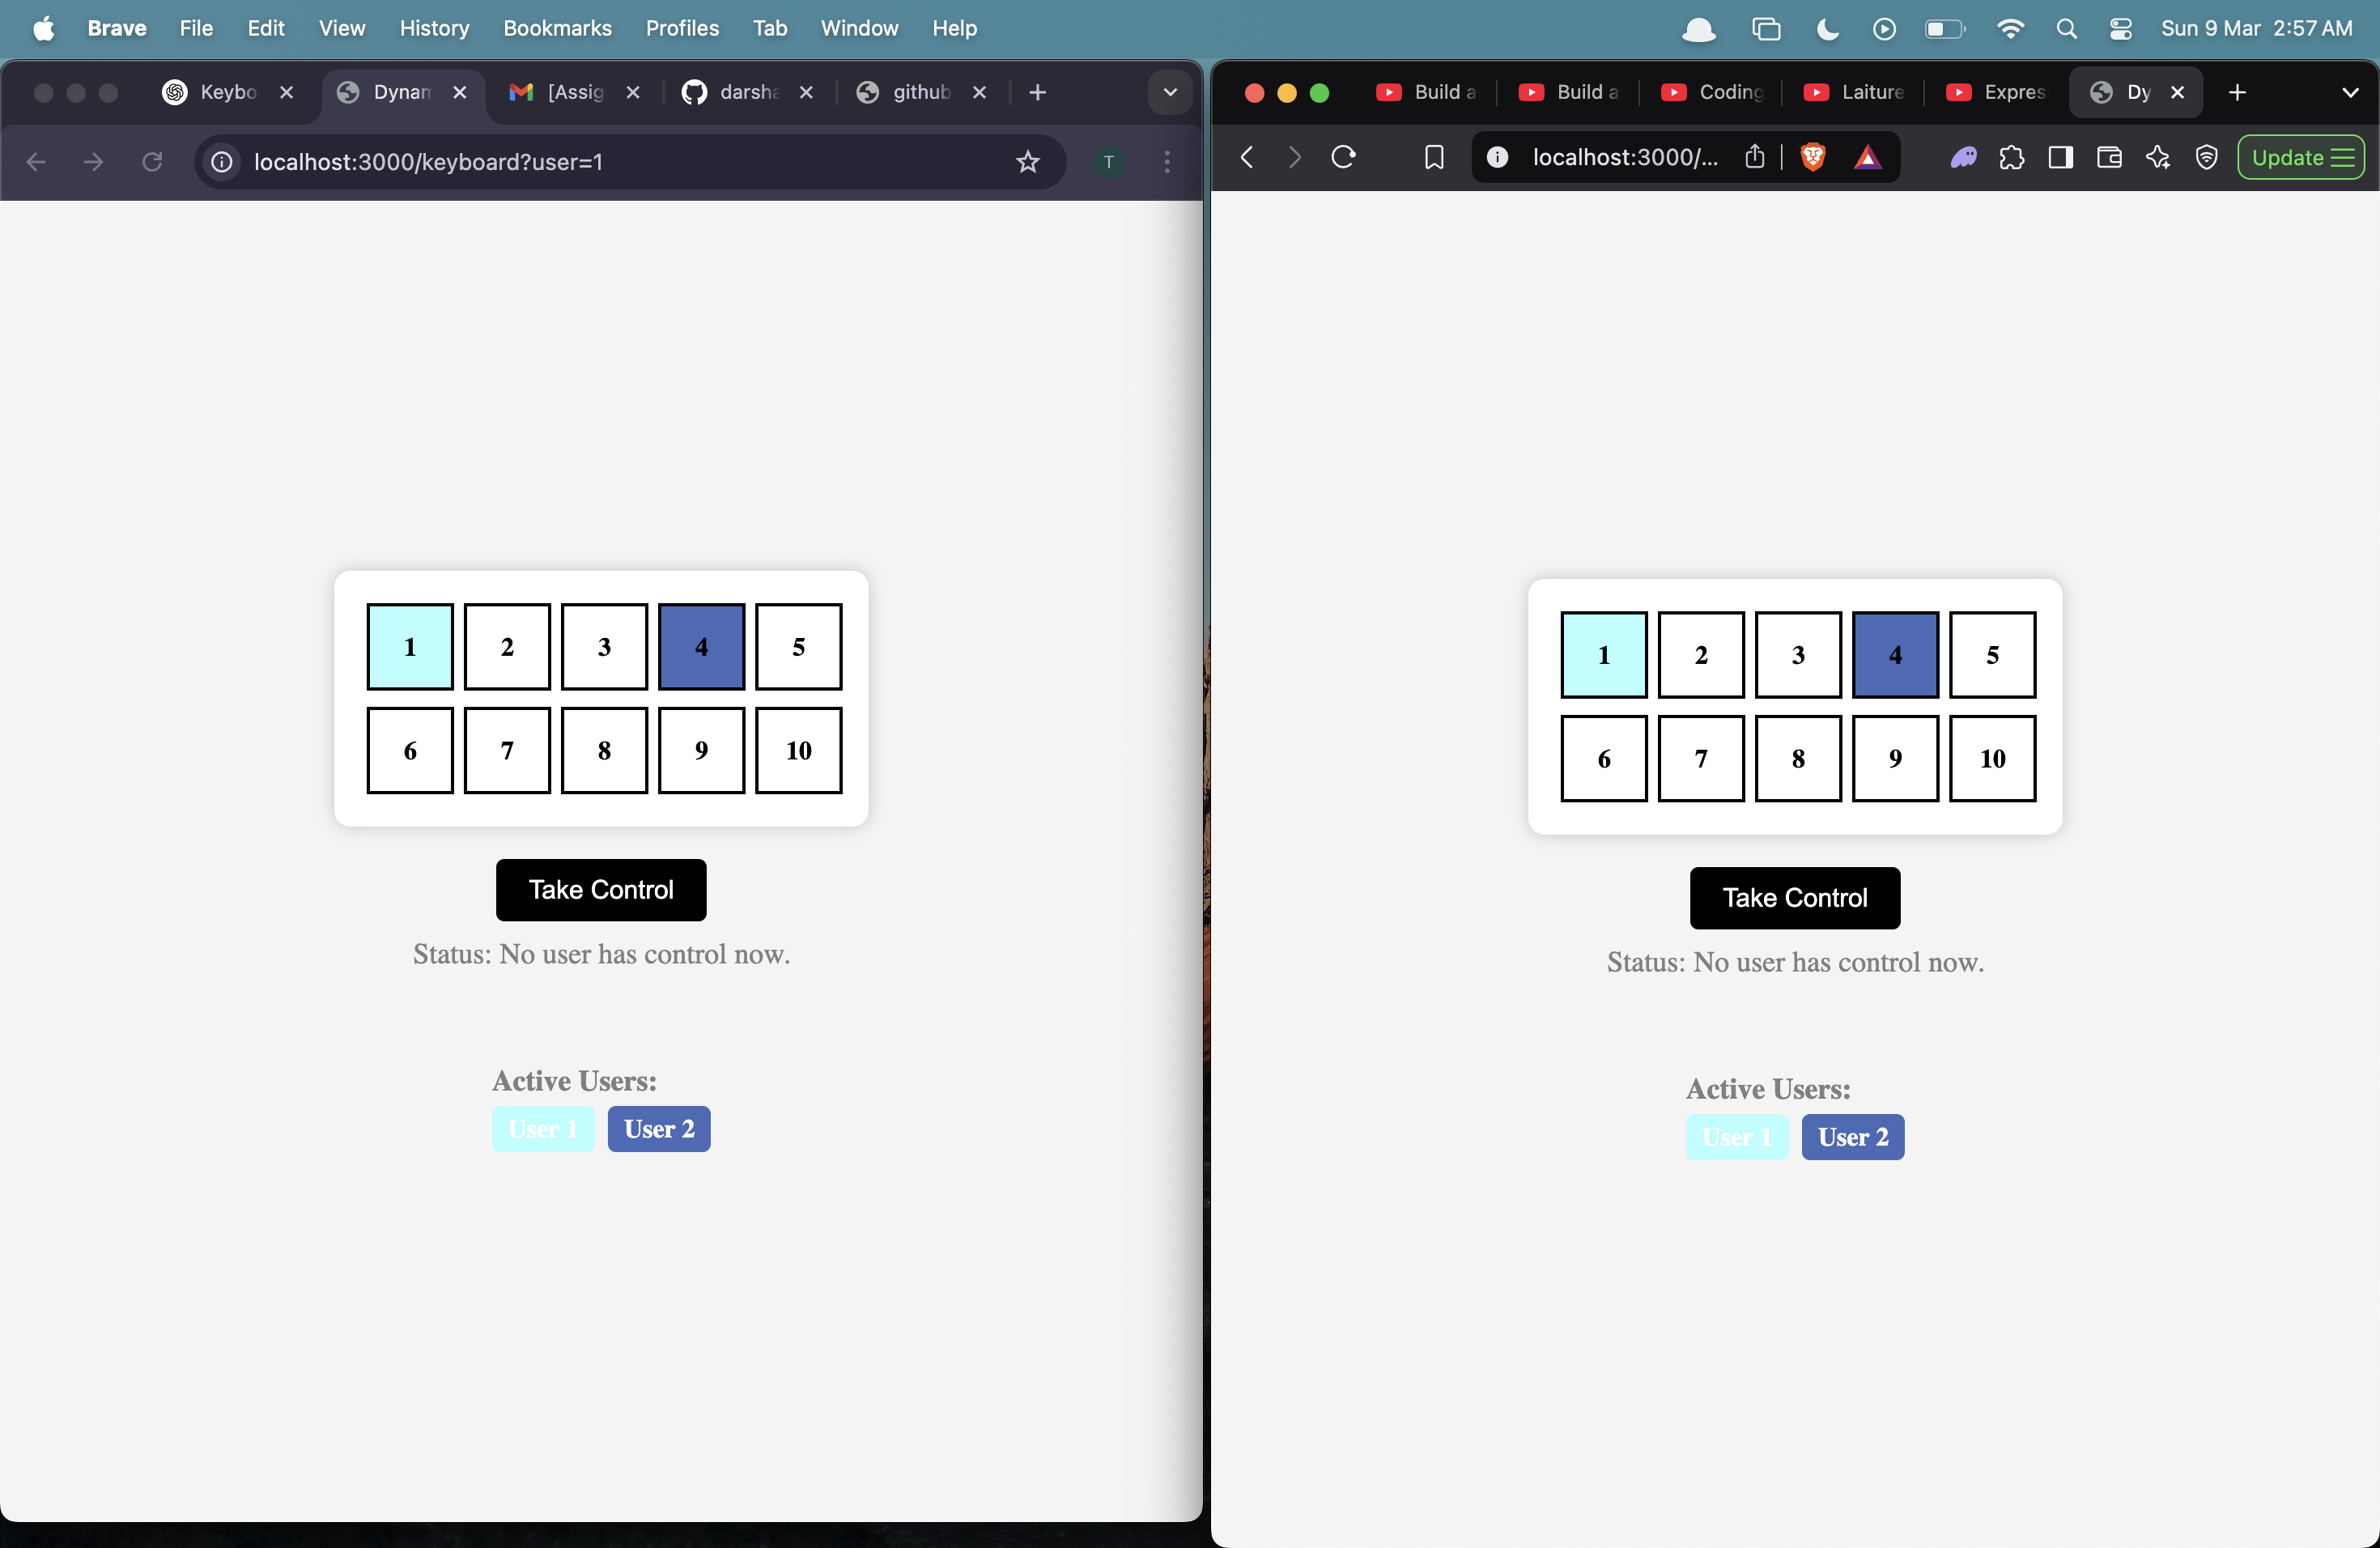 Brave File Edit View History Bookmarks Profiles Tab Window Help Sun 9 Mar 2:57 AM
Keybo Dynam [Assig darsha github
localhost:3000/keyboard?user=1 T
1 2 3 4 5
6 7 8 9 10
Take Control
Status: No user has control now.
Active Users:
User 1 User 2
Build a Build a Coding Laiture Expres Dy
localhost:3000/... Update
1 2 3 4 5
6 7 8 9 10
Take Control
Status: No user has control now.
Active Users:
User 1 User 2